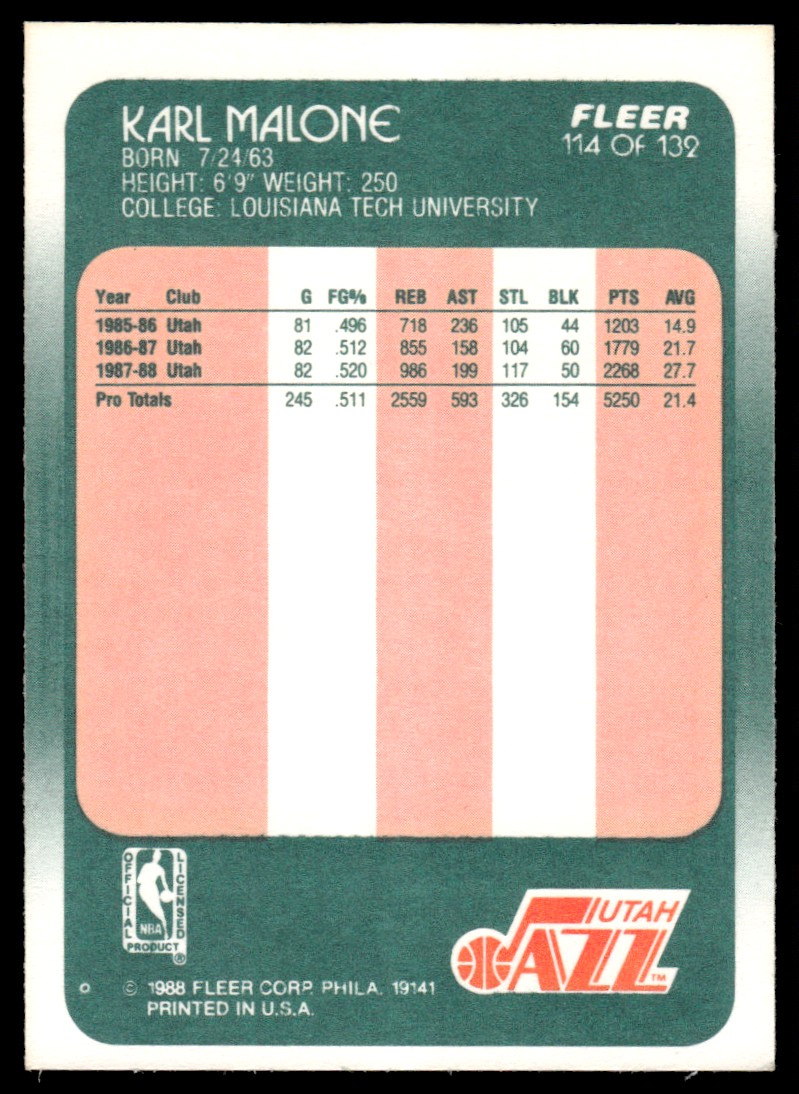 KARL MALONE
FLEER
114 OF 132
BORN: 7/24/63
HEIGHT: 6'9" WEIGHT: 250
COLLEGE: LOUISIANA TECH UNIVERSITY
Year Club G FG% REB AST STL BLK PTS AVG
1985-86 Utah 81 .496 718 236 105 44 1203 14.9
1986-87 Utah 82 .512 855 158 104 60 1779 21.7
1987-88 Utah 82 .520 986 199 117 50 2268 27.7
Pro Totals 245 .511 2559 593 326 154 5250 21.4
OFFICIAL
LICENSED
NBA
PRODUCT
®
UTAH
JAZZ
TM
© 1988 FLEER CORP. PHILA. 19141
PRINTED IN U.S.A.